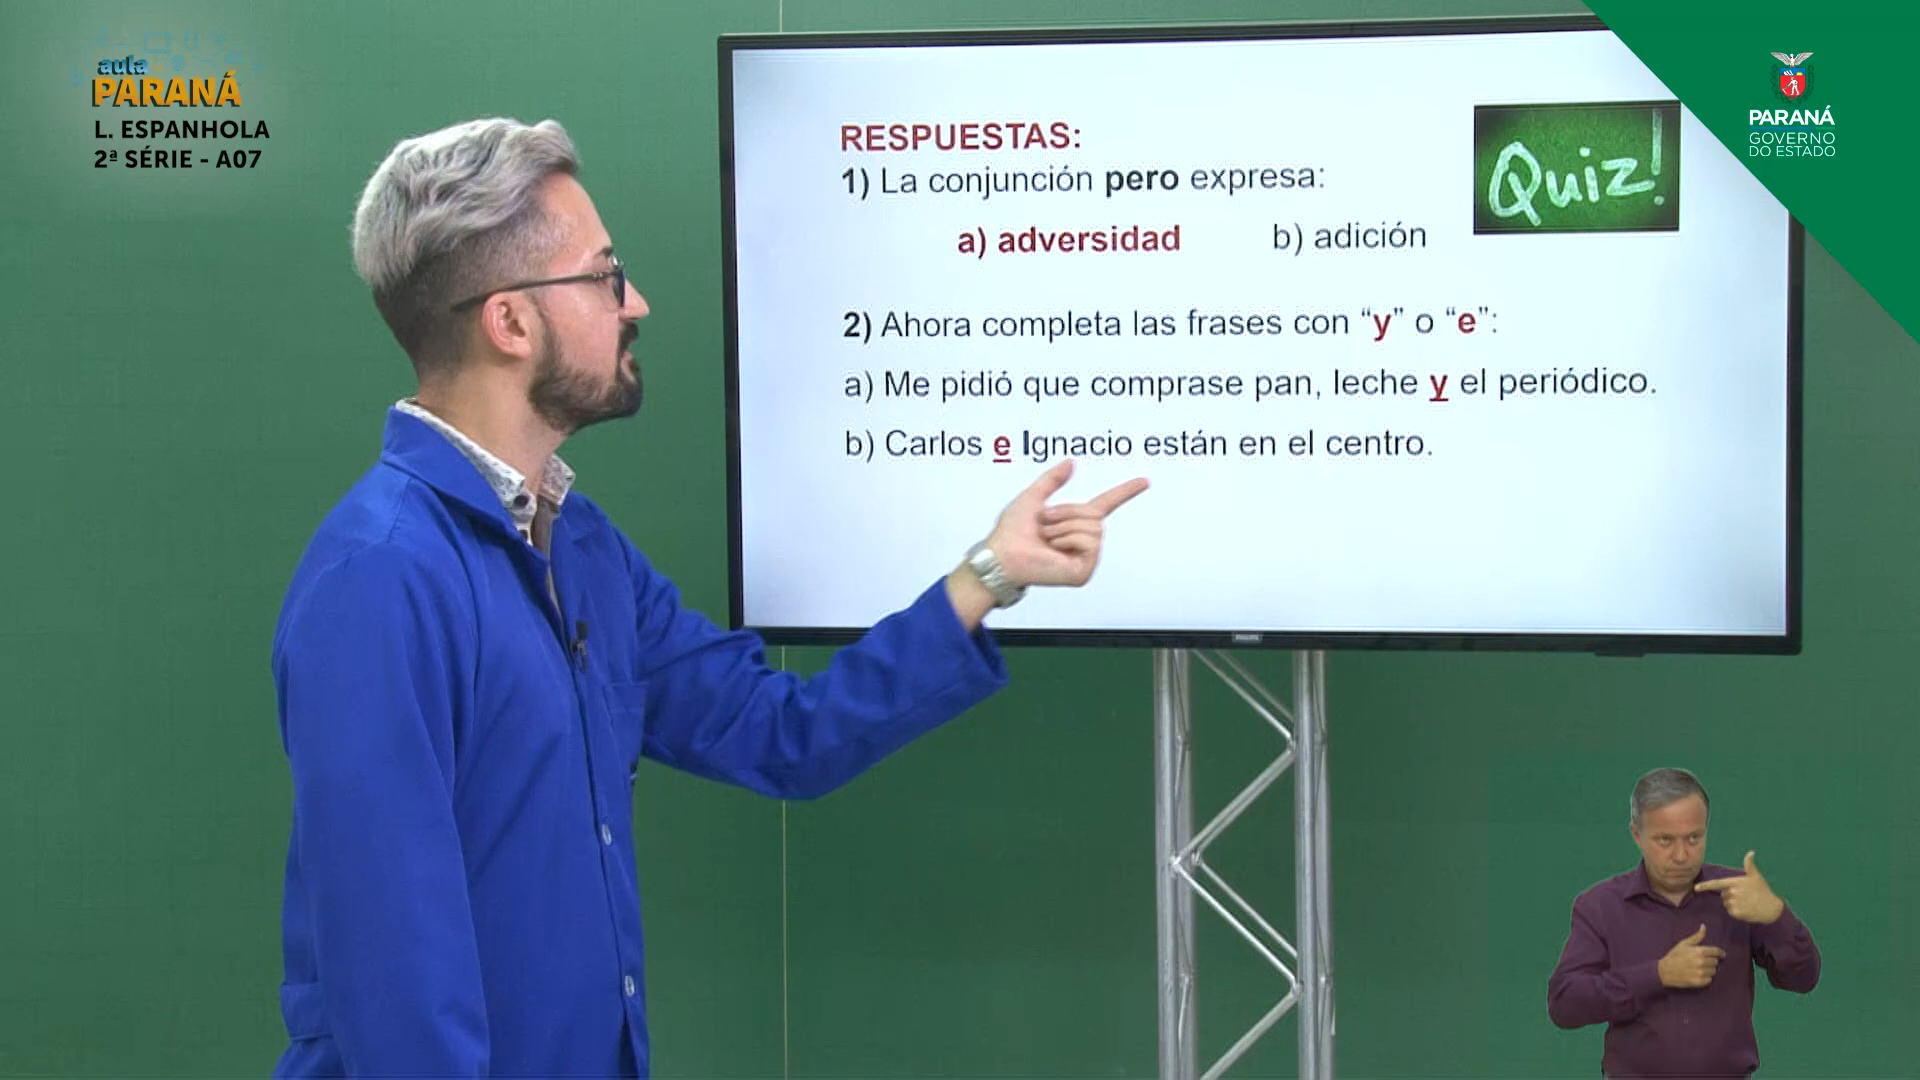 aula
PARANÁ
L. ESPANHOLA
2ª SÉRIE - A07
RESPUESTAS:
1) La conjunción pero expresa:
a) adversidad b) adición
2) Ahora completa las frases con “y” o “e”:
a) Me pidió que comprase pan, leche y el periódico.
b) Carlos e Ignacio están en el centro.
Quiz!
PARANÁ
GOVERNO
DO ESTADO
PHILIPS